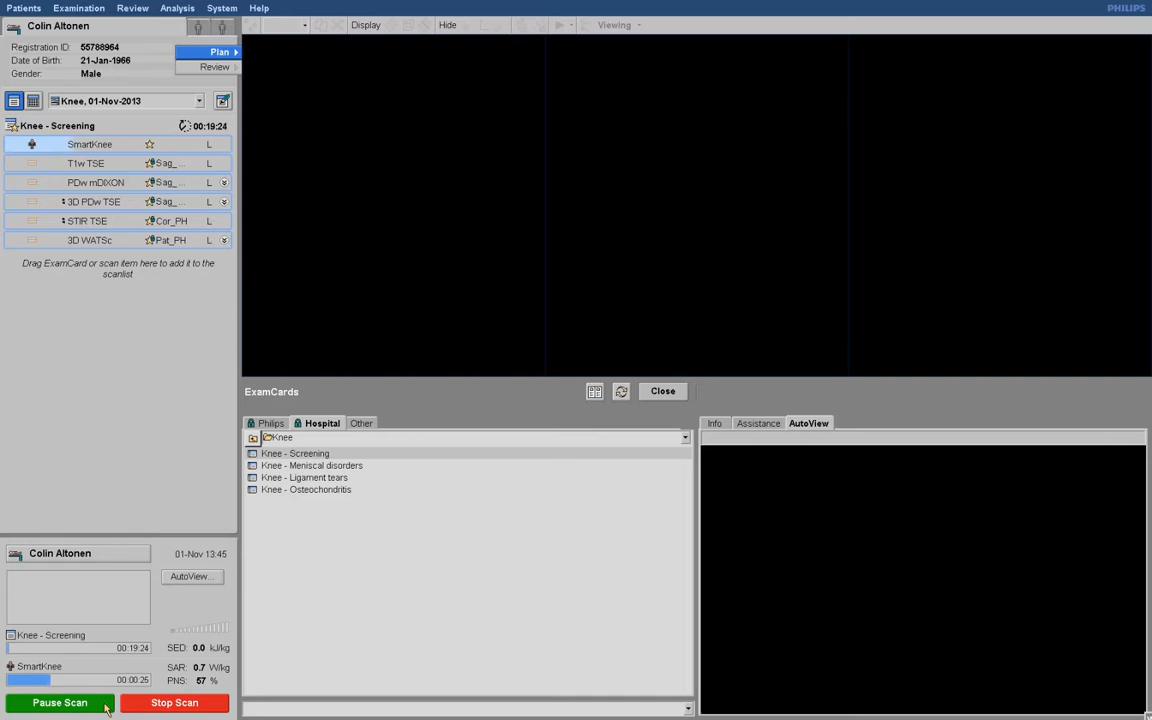 Patients Examination Review Analysis System Help PHILIPS
Colin Altonen
Display Hide Viewing
Registration ID: 55788964
Date of Birth: 21-Jan-1966
Gender: Male
Plan
Review
Knee, 01-Nov-2013
Knee - Screening 00:19:24
SmartKnee L
T1w TSE Sag_ ... L
PDw mDIXON Sag_ ... L
3D PDw TSE Sag_ ... L
STIR TSE Cor_PH L
3D WATSc Pat_PH L
Drag ExamCard or scan item here to add it to the
scanlist
ExamCards Close
Philips Hospital Other
Knee
Knee - Screening
Knee - Meniscal disorders
Knee - Ligament tears
Knee - Osteochondritis
Info Assistance AutoView
Colin Altonen 01-Nov 13:45
AutoView...
Knee - Screening
00:19:24 SED: 0.0 kJ/kg
SmartKnee SAR: 0.7 W/kg
00:00:25 PNS: 57 %
Pause Scan Stop Scan